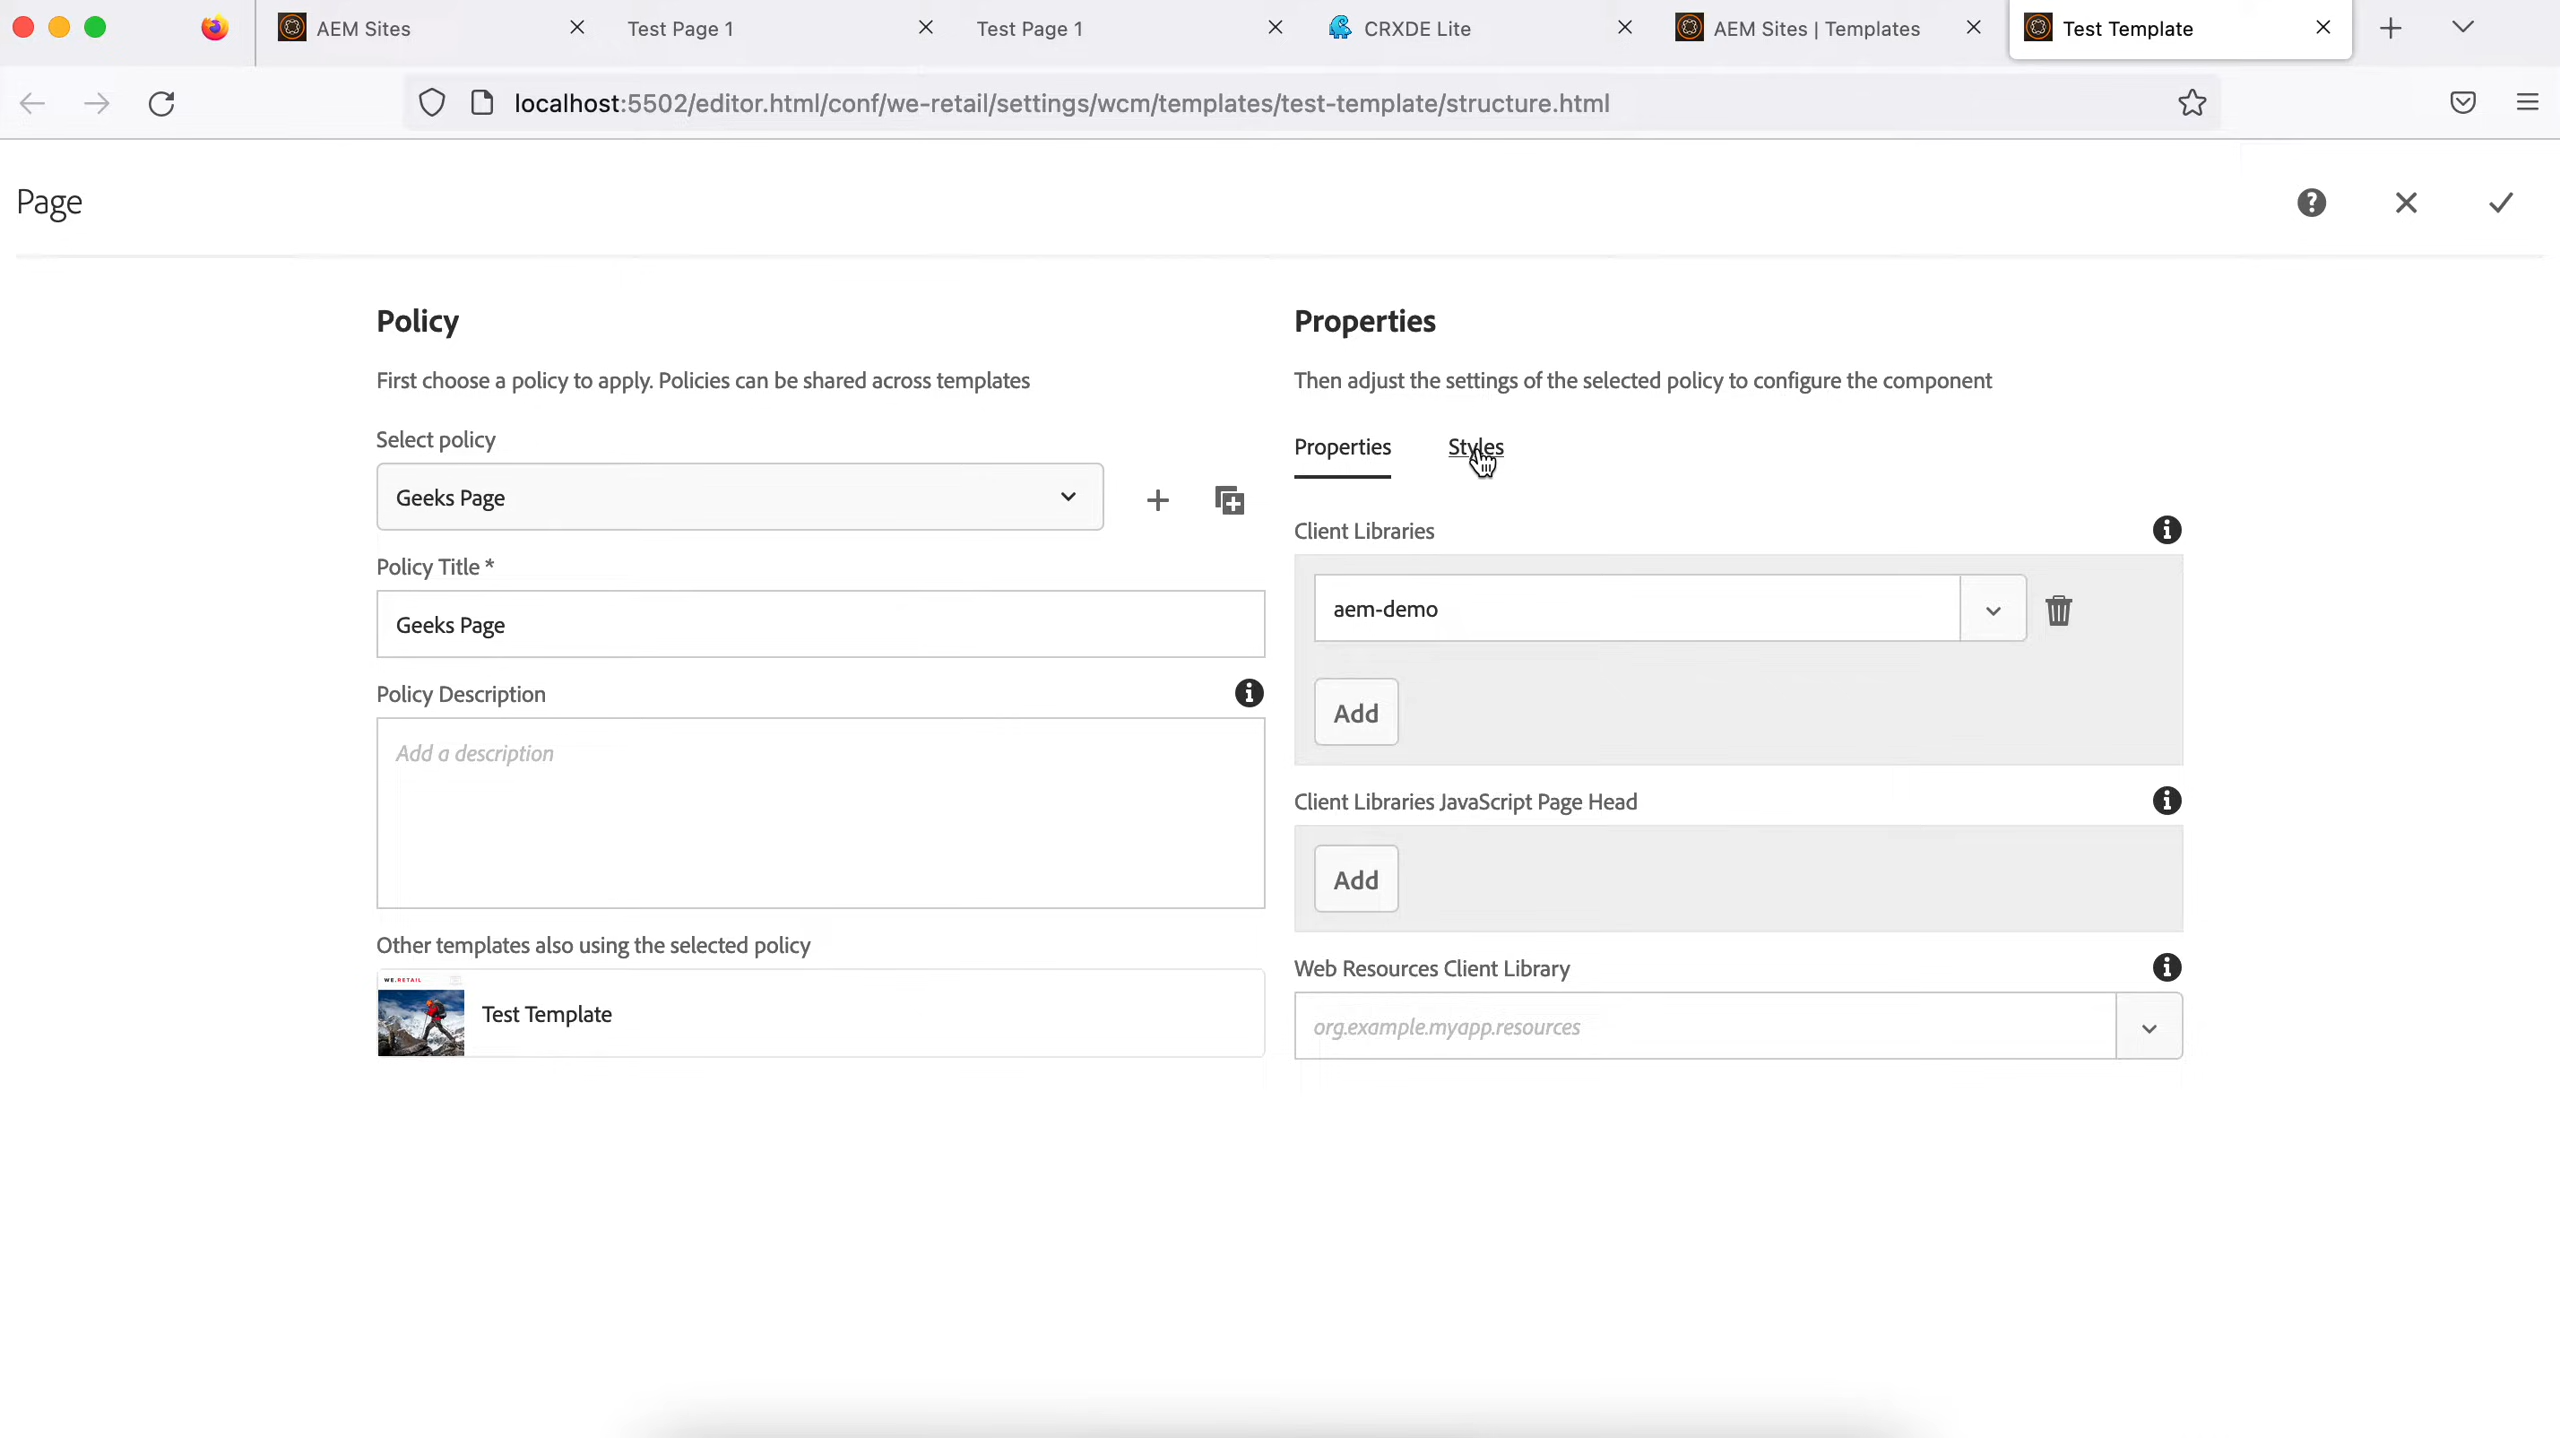 AEM Sites
Test Page 1
Test Page 1
CRXDE Lite
AEM Sites | Templates
Test Template
localhost:5502/editor.html/conf/we-retail/settings/wcm/templates/test-template/structure.html
Page
Policy
First choose a policy to apply. Policies can be shared across templates
Select policy
Geeks Page
Policy Title *
Geeks Page
Policy Description
Add a description
Other templates also using the selected policy
WE.RETAIL
Test Template
Properties
Then adjust the settings of the selected policy to configure the component
Properties Styles
Client Libraries
aem-demo
Add
Client Libraries JavaScript Page Head
Add
Web Resources Client Library
org.example.myapp.resources